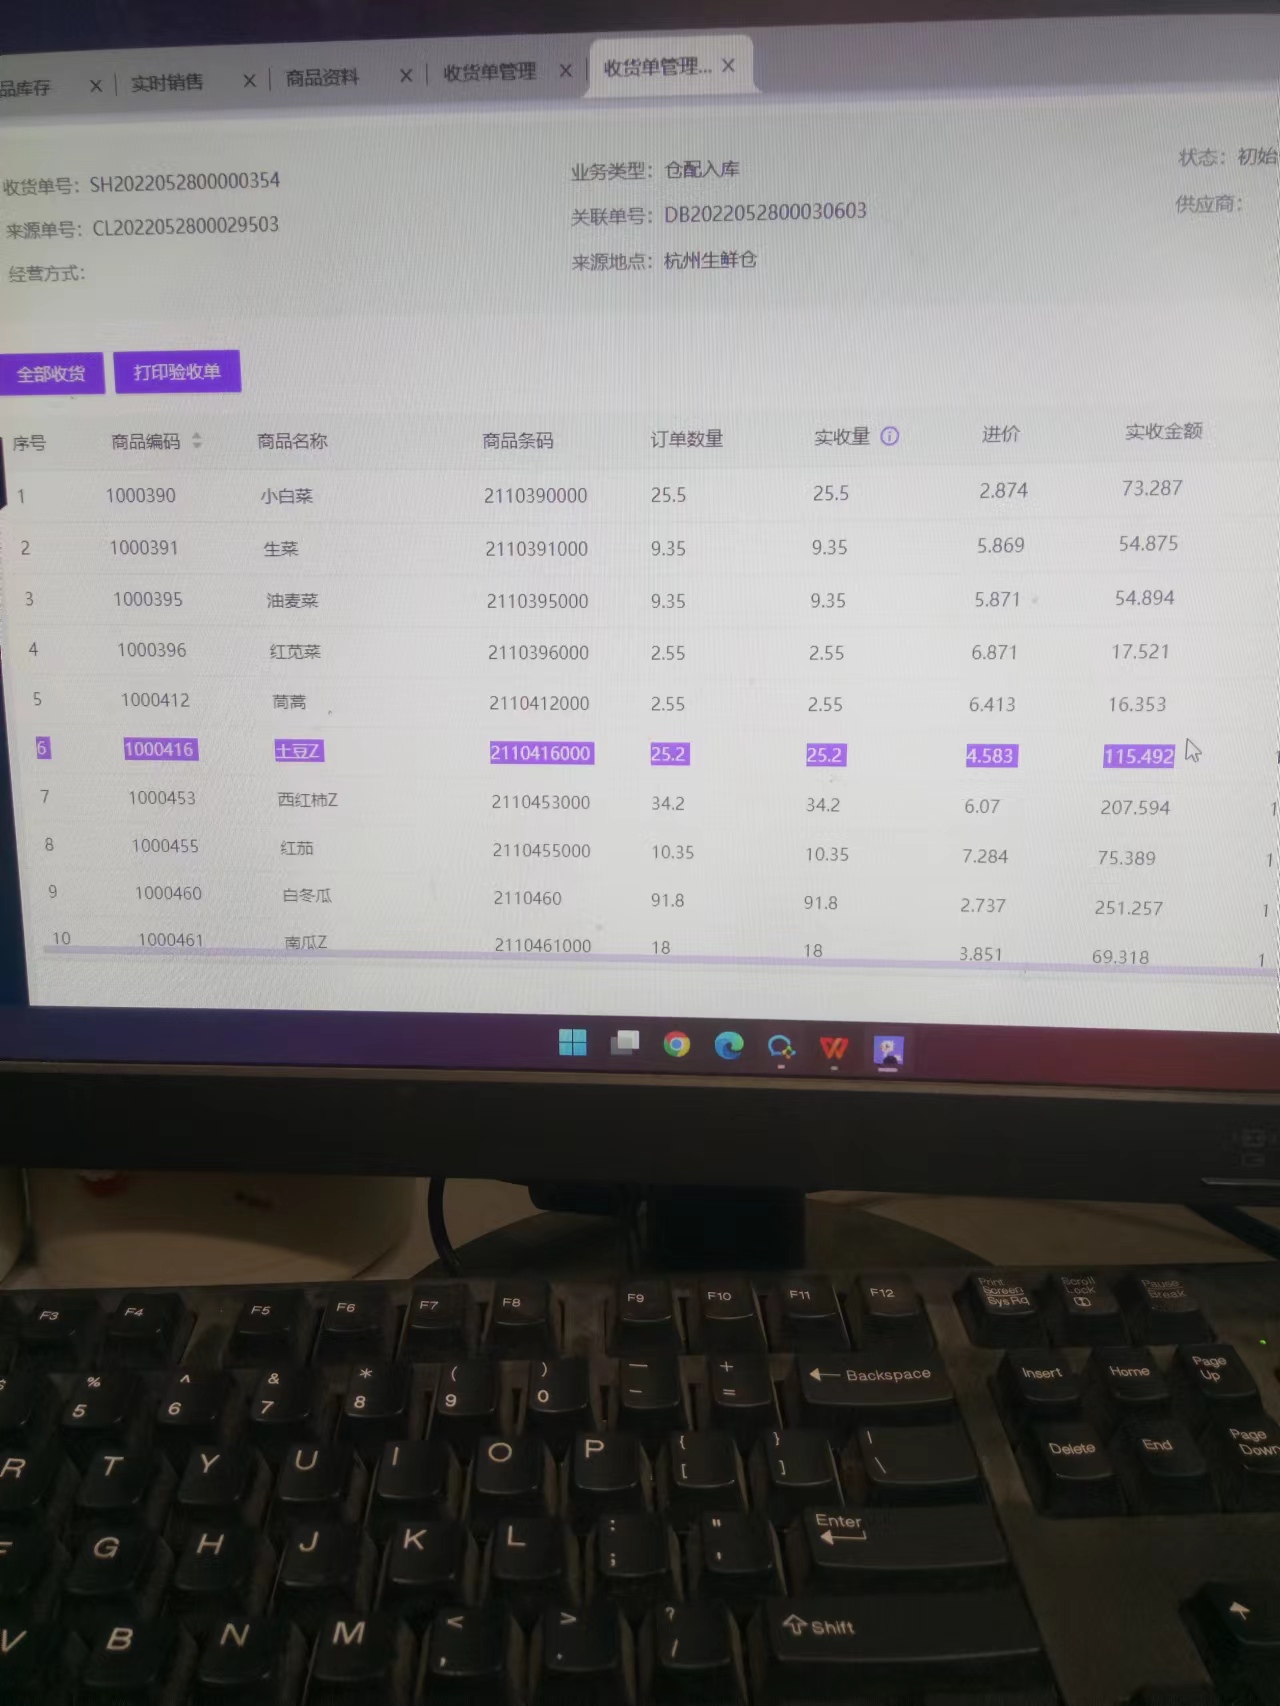 品库存 × 实时销售 × 商品资料 × 收货单管理 × 收货单管理... ×
收货单号: SH2022052800000354 业务类型: 仓配入库 状态: 初始
来源单号: CL2022052800029503 关联单号: DB2022052800030603 供应商:
经营方式: 来源地点: 杭州生鲜仓
全部收货 打印验收单
序号 商品编码 商品名称 商品条码 订单数量 实收量 进价 实收金额
1 1000390 小白菜 2110390000 25.5 25.5 2.874 73.287
2 1000391 生菜 2110391000 9.35 9.35 5.869 54.875
3 1000395 油麦菜 2110395000 9.35 9.35 5.871 54.894
4 1000396 红苋菜 2110396000 2.55 2.55 6.871 17.521
5 1000412 茼蒿 2110412000 2.55 2.55 6.413 16.353
6 1000416 土豆Z 2110416000 25.2 25.2 4.583 115.492
7 1000453 西红柿Z 2110453000 34.2 34.2 6.07 207.594 1
8 1000455 红茄 2110455000 10.35 10.35 7.284 75.389 1
9 1000460 白冬瓜 2110460 91.8 91.8 2.737 251.257 1
10 1000461 南瓜Z 2110461000 18 18 3.851 69.318 1
F3 F4 F5 F6 F7 F8 F9 F10 F11 F12 Print Screen Sys Rq Scroll Lock Pause Break
% 5 ^ 6 & 7 * 8 ( 9 ) 0 — - + = Backspace Insert Home Page Up
R T Y U I O P { [ } ] | \ Delete End Page Down
F G H J K L : ; " ' Enter
V B N M < , > . ? / Shift